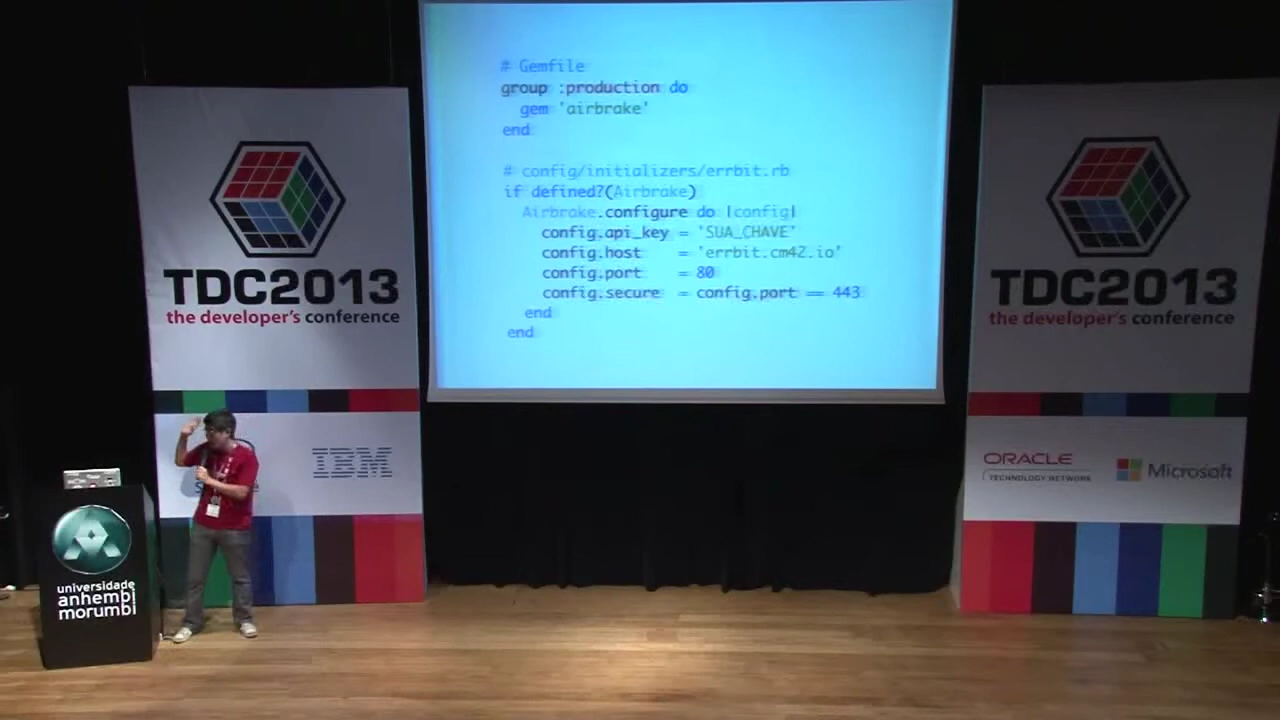 # Gemfile
group :production do
gem 'airbrake'
end
# config/initializers/errbit.rb
if defined?(Airbrake)
Airbrake.configure do |config|
config.api_key = 'SUA_CHAVE'
config.host = 'errbit.cm42.io'
config.port = 80
config.secure = config.port == 443
end
end
TDC2013
the developer's conference
IBM
universidade
anhembi
morumbi
TDC2013
the developer's conference
ORACLE
TECHNOLOGY NETWORK
Microsoft